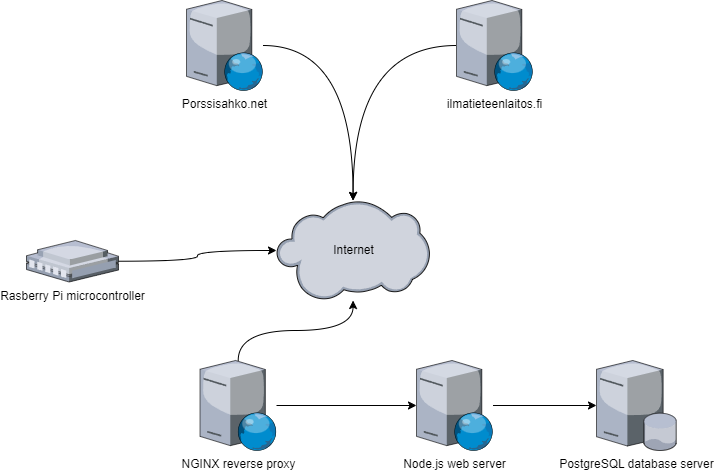 Porssisahko.net
ilmatieteenlaitos.fi
Internet
Rasberry Pi microcontroller
NGINX reverse proxy
Node.js web server
PostgreSQL database server